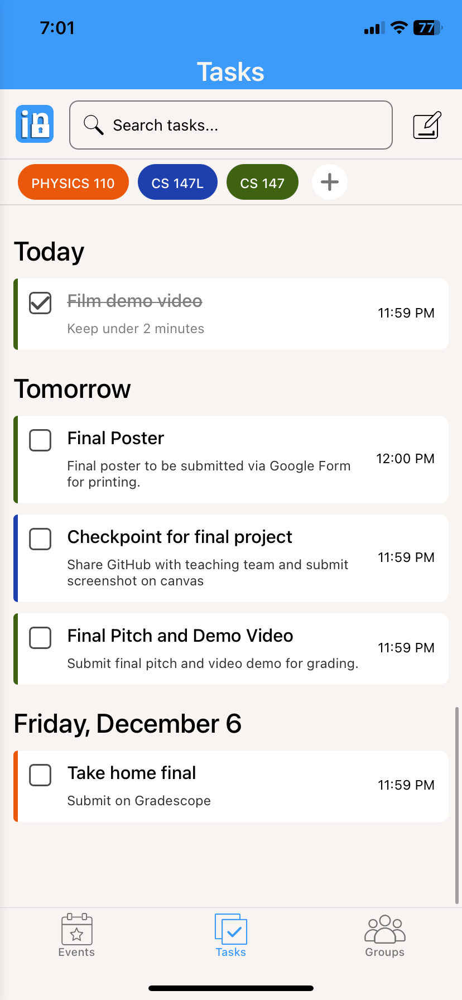 7:01
77
Tasks
in
Search tasks...
PHYSICS 110
CS 147L
CS 147
Today
Film demo video
Keep under 2 minutes
11:59 PM
Tomorrow
Final Poster
Final poster to be submitted via Google Form
for printing.
12:00 PM
Checkpoint for final project
Share GitHub with teaching team and submit
screenshot on canvas
11:59 PM
Final Pitch and Demo Video
Submit final pitch and video demo for grading.
11:59 PM
Friday, December 6
Take home final
Submit on Gradescope
11:59 PM
Events
Tasks
Groups